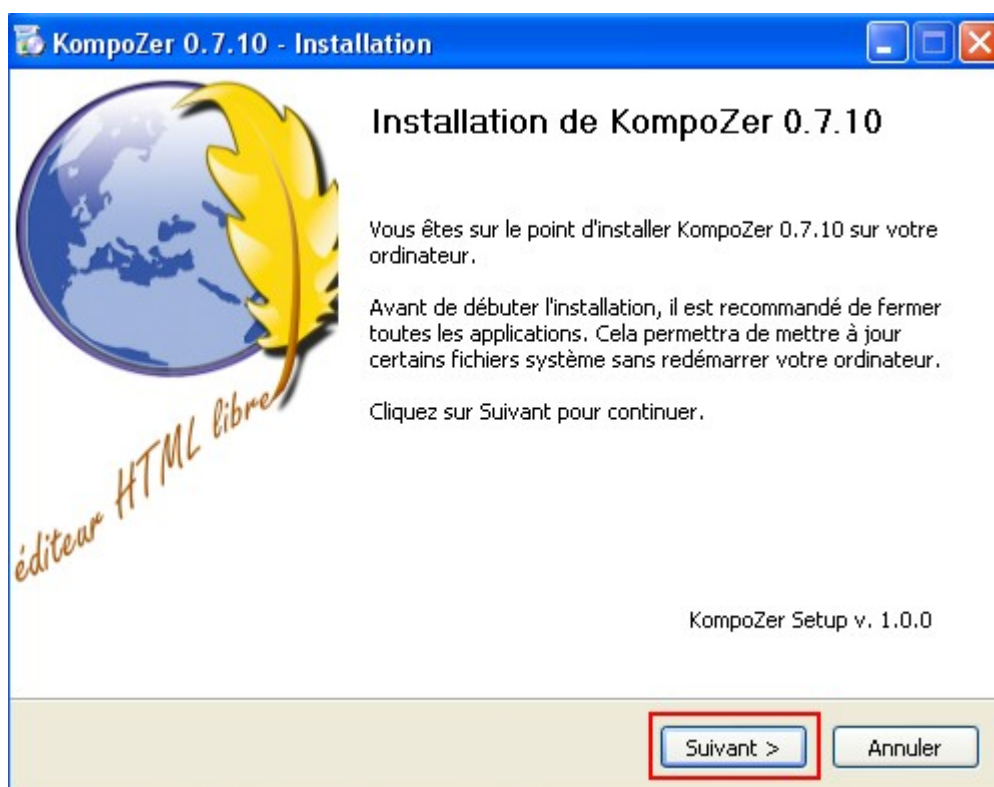 KompoZer 0.7.10 - Installation
Installation de KompoZer 0.7.10
Vous êtes sur le point d'installer KompoZer 0.7.10 sur votre
ordinateur.
Avant de débuter l'installation, il est recommandé de fermer
toutes les applications. Cela permettra de mettre à jour
certains fichiers système sans redémarrer votre ordinateur.
Cliquez sur Suivant pour continuer.
éditeur HTML libre
KompoZer Setup v. 1.0.0
Suivant >
Annuler